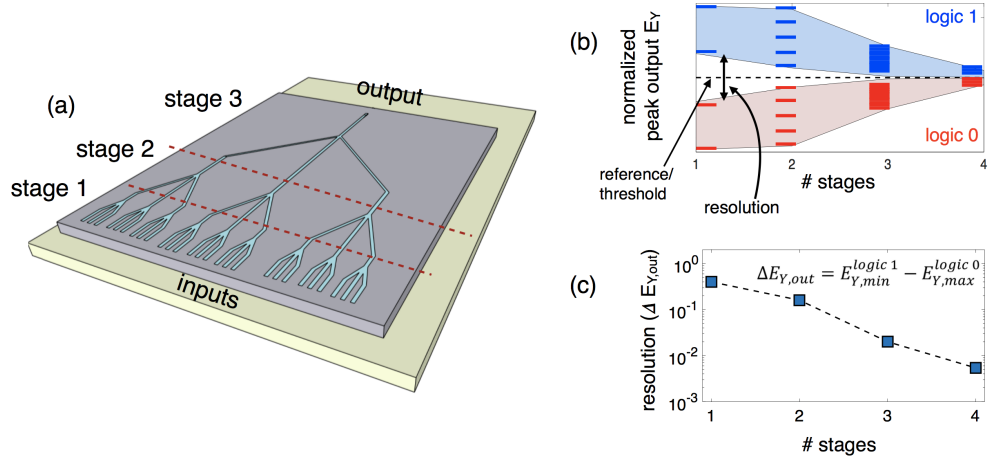 (a)
output
stage 3
stage 2
stage 1
inputs
(b)
normalized
peak output E_Y
logic 1
logic 0
1 2 3 4
# stages
reference/
threshold
resolution
(c)
resolution (Δ E_Y,out)
10^0
10^-1
10^-2
10^-3
ΔE_Y,out = E_Y,min^logic 1 − E_Y,max^logic 0
1 2 3 4
# stages